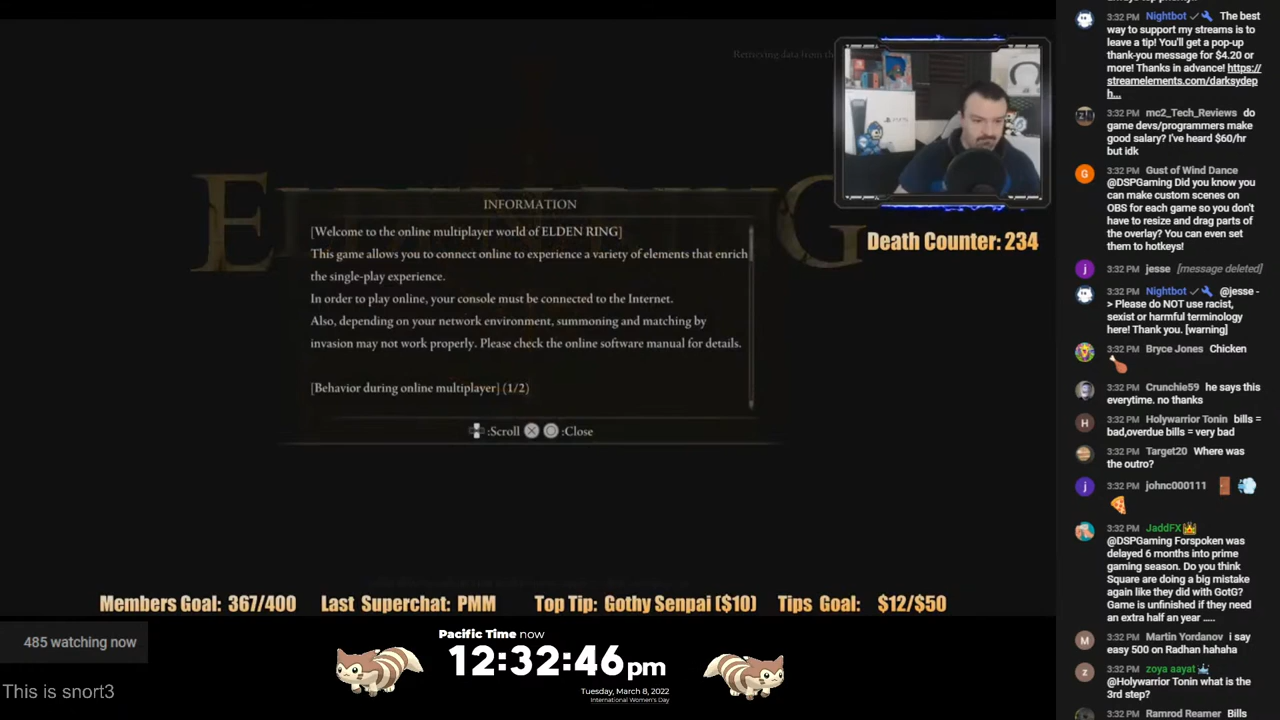 Retrieving data from the
ELDEN RING
INFORMATION
[Welcome to the online multiplayer world of ELDEN RING]
This game allows you to connect online to experience a variety of elements that enrich
the single-play experience.
In order to play online, your console must be connected to the Internet.
Also, depending on your network environment, summoning and matching by
invasion may not work properly. Please check the online software manual for details.
[Behavior during online multiplayer] (1/2)
:Scroll :Close
Death Counter: 234
Members Goal: 367/400 Last Superchat: PMM Top Tip: Gothy Senpai ($10) Tips Goal: $12/$50
485 watching now
This is snort3
Pacific Time now
12:32:46pm
Tuesday, March 8, 2022
International Women's Day
3:32 PM Nightbot The best
way to support my streams is to
leave a tip! You'll get a pop-up
thank-you message for $4.20 or
more! Thanks in advance! https://
streamelements.com/darksydep
h...
3:32 PM mc2_Tech_Reviews do
game devs/programmers make
good salary? I've heard $60/hr
but idk
3:32 PM Gust of Wind Dance
@DSPGaming Did you know you
can make custom scenes on
OBS for each game so you don't
have to resize and drag parts of
the overlay? You can even set
them to hotkeys!
3:32 PM jesse [message deleted]
3:32 PM Nightbot @jesse -
> Please do NOT use racist,
sexist or harmful terminology
here! Thank you. [warning]
3:32 PM Bryce Jones Chicken
🍗
3:32 PM Crunchie59 he says this
everytime. no thanks
3:32 PM Holywarrior Tonin bills =
bad,overdue bills = very bad
3:32 PM Target20 Where was
the outro?
3:32 PM johnc000111 🚪 💨
🍕
3:32 PM JaddFX
@DSPGaming Forspoken was
delayed 6 months into prime
gaming season. Do you think
Square are doing a big mistake
again like they did with GotG?
Game is unfinished if they need
an extra half an year .....
3:32 PM Martin Yordanov i say
easy 500 on Radhan hahaha
3:32 PM zoya aayat
@Holywarrior Tonin what is the
3rd step?
3:32 PM Ramrod Reamer Bills